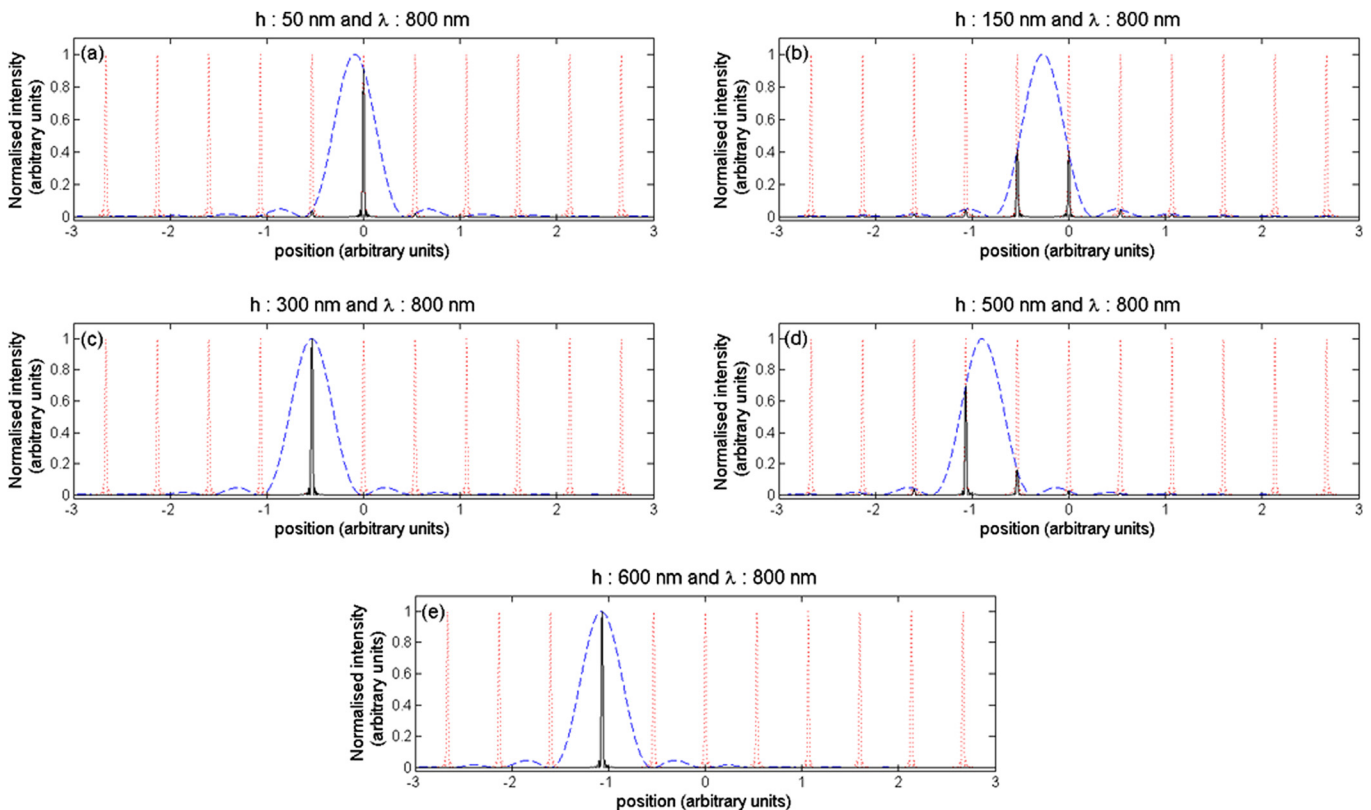 h : 50 nm and λ : 800 nm
(a)
Normalised intensity
(arbitrary units)
1
0.8
0.6
0.4
0.2
0
-3 -2 -1 0 1 2 3
position (arbitrary units)
h : 150 nm and λ : 800 nm
(b)
Normalised intensity
(arbitrary units)
1
0.8
0.6
0.4
0.2
0
-3 -2 -1 0 1 2 3
position (arbitrary units)
h : 300 nm and λ : 800 nm
(c)
Normalised intensity
(arbitrary units)
1
0.8
0.6
0.4
0.2
0
-3 -2 -1 0 1 2 3
position (arbitrary units)
h : 500 nm and λ : 800 nm
(d)
Normalised intensity
(arbitrary units)
1
0.8
0.6
0.4
0.2
0
-3 -2 -1 0 1 2 3
position (arbitrary units)
h : 600 nm and λ : 800 nm
(e)
Normalised intensity
(arbitrary units)
1
0.8
0.6
0.4
0.2
0
-3 -2 -1 0 1 2 3
position (arbitrary units)